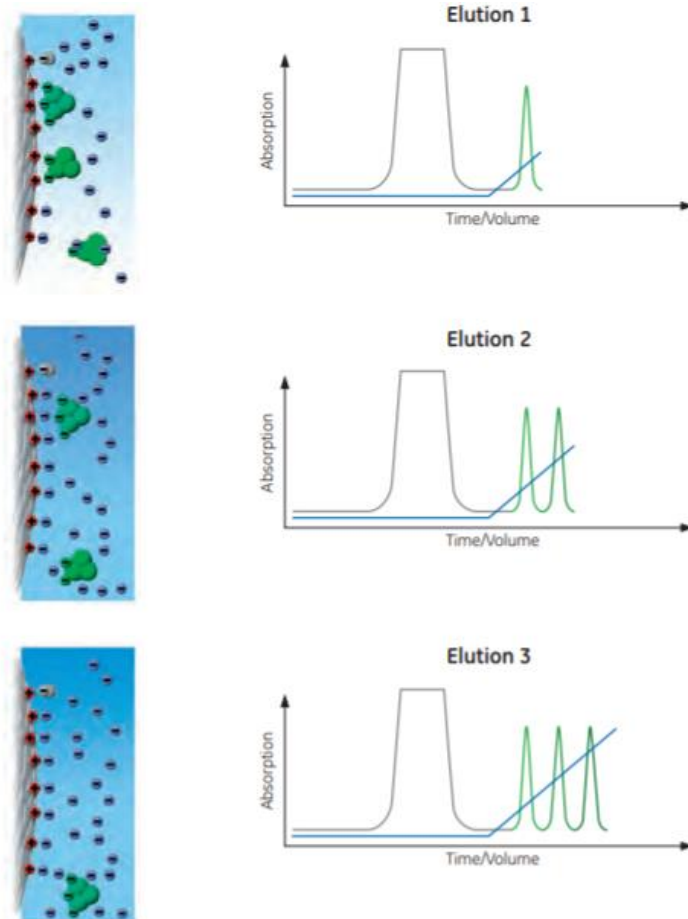 Elution 1
Absorption
Time/Volume
Elution 2
Absorption
Time/Volume
Elution 3
Absorption
Time/Volume